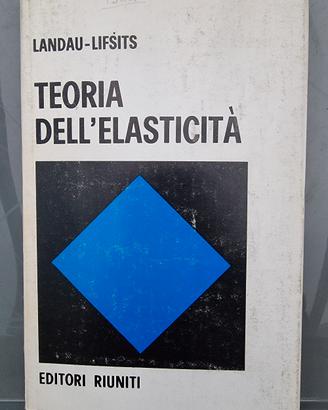 LANDAU-LIFŠITS
TEORIA
DELL'ELASTICITÀ
EDITORI RIUNITI